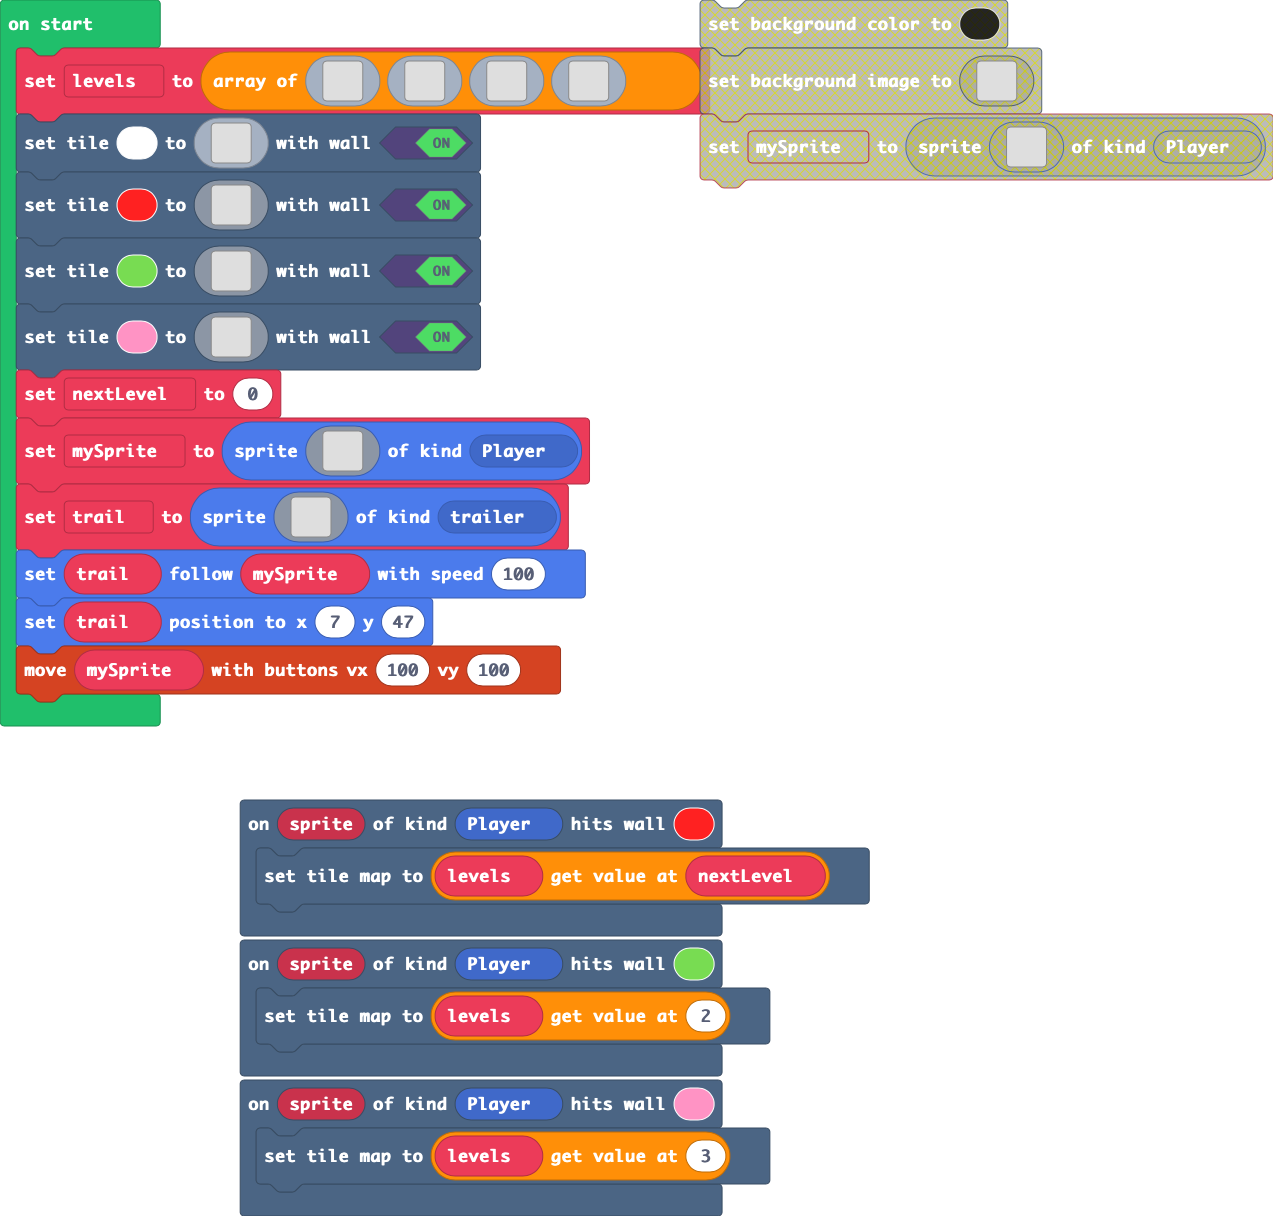 on start
set levels to array of
set tile to with wall ON
set tile to with wall ON
set tile to with wall ON
set tile to with wall ON
set nextLevel to 0
set mySprite to sprite of kind Player
set trail to sprite of kind trailer
set trail follow mySprite with speed 100
set trail position to x 7 y 47
move mySprite with buttons vx 100 vy 100
set background color to
set background image to
set mySprite to sprite of kind Player
on sprite of kind Player hits wall
set tile map to levels get value at nextLevel
on sprite of kind Player hits wall
set tile map to levels get value at 2
on sprite of kind Player hits wall
set tile map to levels get value at 3